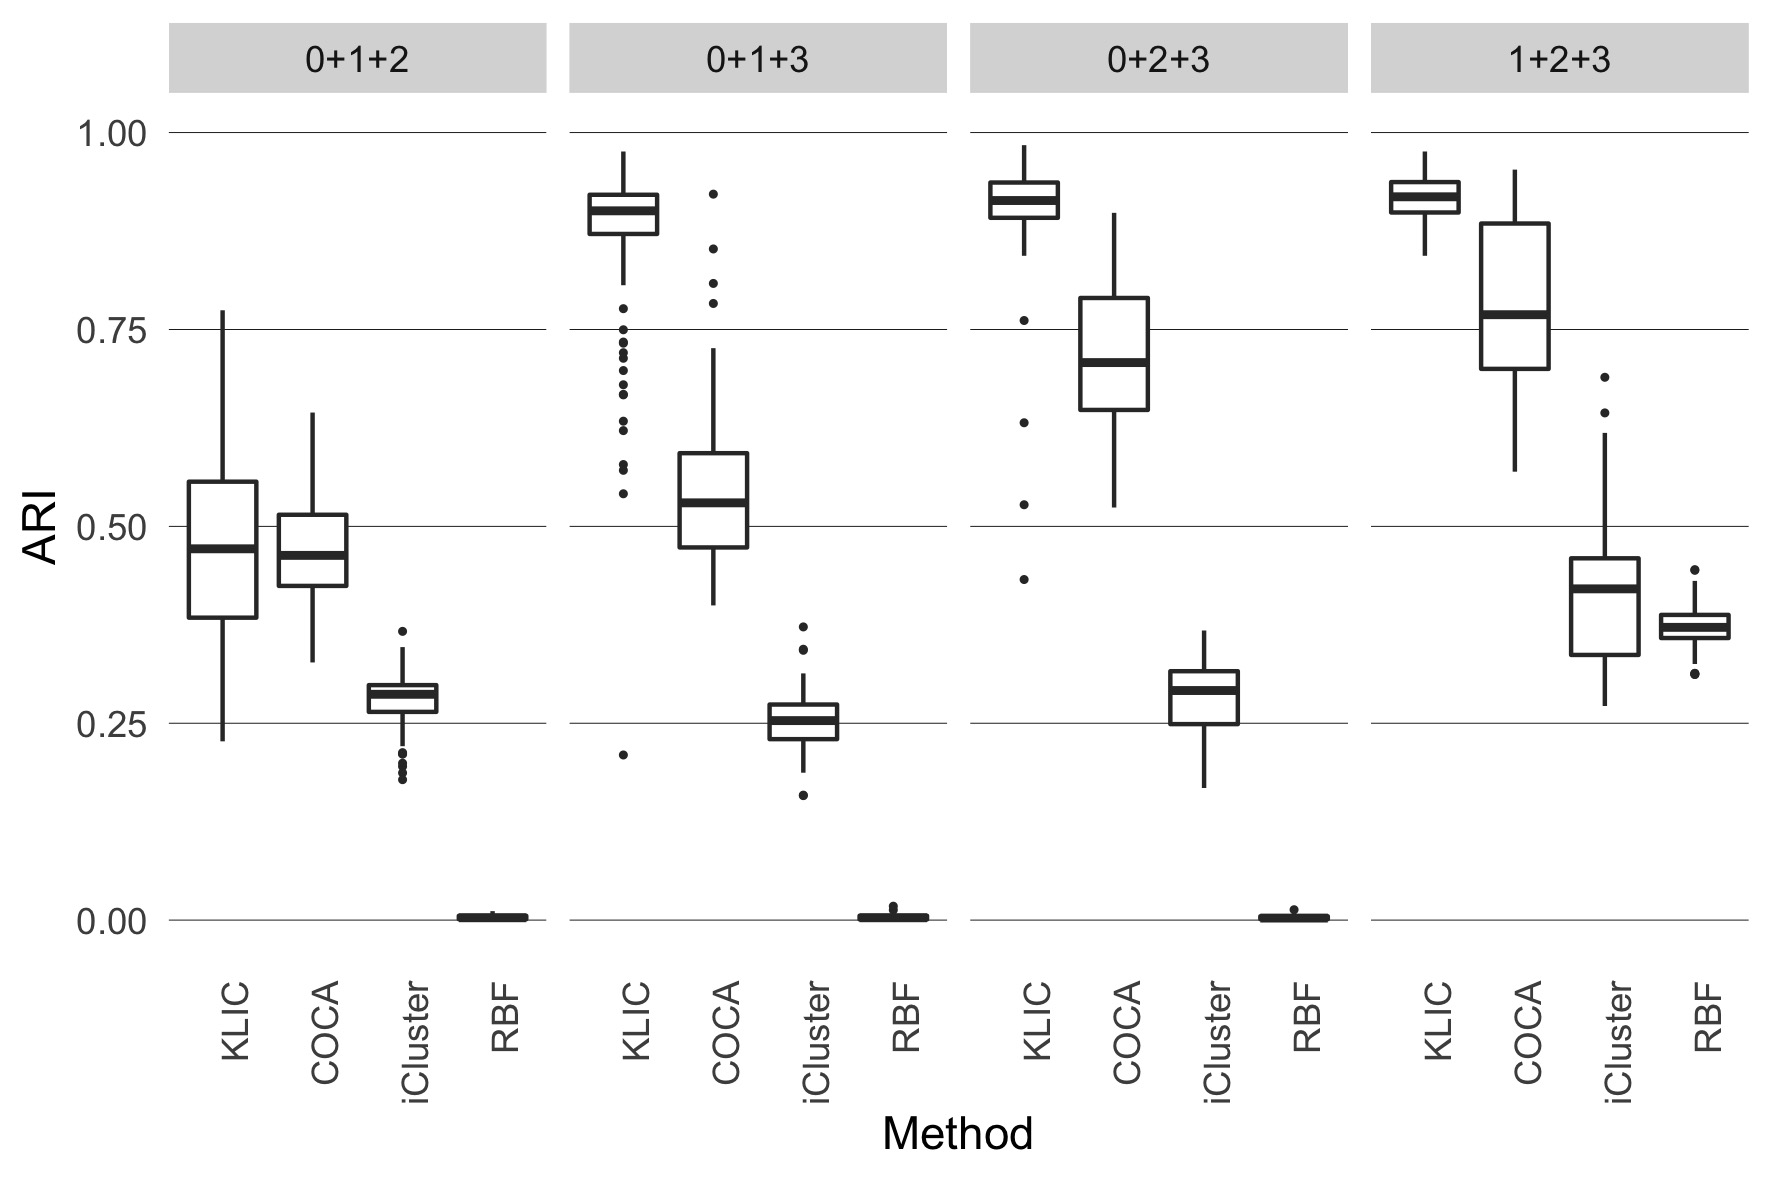 0+1+2 0+1+3 0+2+3 1+2+3
1.00
0.75
0.50
0.25
0.00
ARI
KLIC COCA iCluster RBF KLIC COCA iCluster RBF KLIC COCA iCluster RBF KLIC COCA iCluster RBF
Method